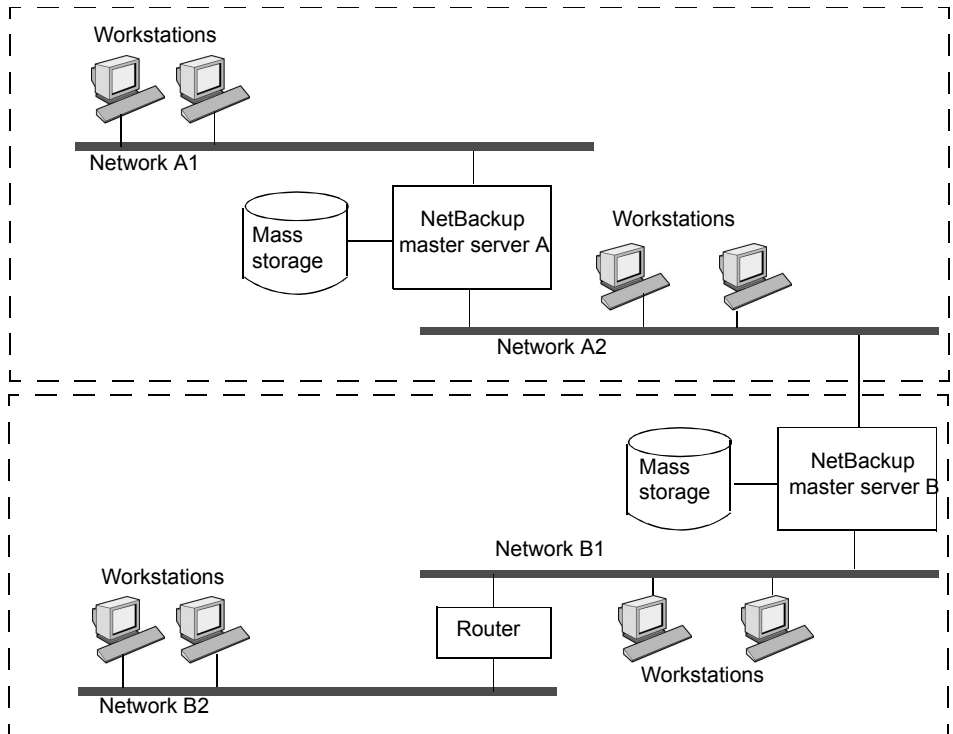 Workstations
Network A1
Mass
storage
NetBackup
master server A
Workstations
Network A2
Mass
storage
NetBackup
master server B
Network B1
Workstations
Router
Workstations
Network B2